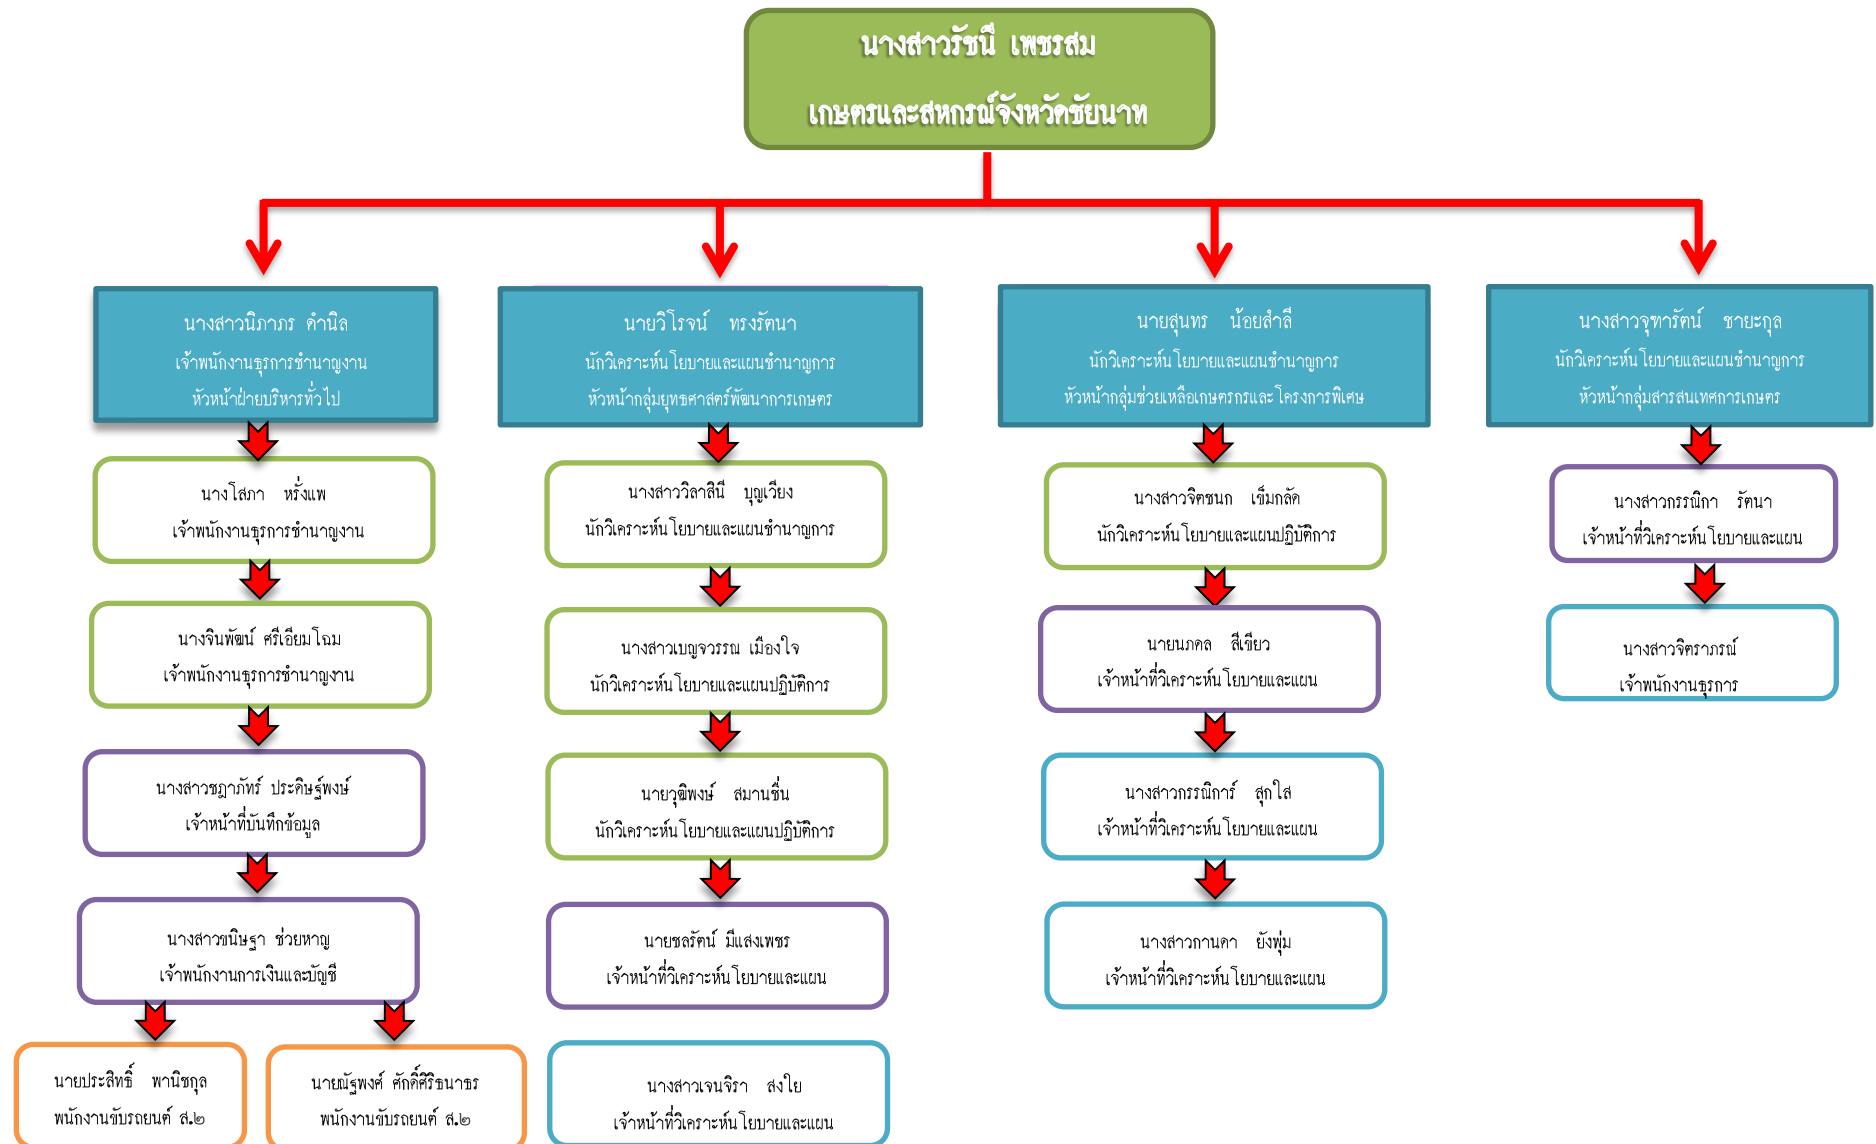 นางสาวรัชนี เพชรสม
เกษตรและสหกรณ์จังหวัดชัยนาท
นางสาวนิภาภร คำนิล
เจ้าพนักงานธุรการชำนาญงาน
หัวหน้าฝ่ายบริหารทั่วไป
นางโสภา หรั่งแพ
เจ้าพนักงานธุรการชำนาญงาน
นางจินพัฒน์ ศรีเอี่ยมโฉม
เจ้าพนักงานธุรการชำนาญงาน
นางสาวชฎาภัทร์ ประดิษฐ์พงษ์
เจ้าหน้าที่บันทึกข้อมูล
นางสาวขนิษฐา ช่วยหาญ
เจ้าพนักงานการเงินและบัญชี
นายประสิทธิ์ พานิชกุล
พนักงานขับรถยนต์ ส.๒
นายณัฐพงศ์ ศักดิ์ศิริธนาธร
พนักงานขับรถยนต์ ส.๒
นายวิโรจน์ ทรงรัตนา
นักวิเคราะห์นโยบายและแผนชำนาญการ
หัวหน้ากลุ่มยุทธศาสตร์พัฒนาการเกษตร
นางสาววิลาสินี บุญเวียง
นักวิเคราะห์นโยบายและแผนชำนาญการ
นางสาวเบญจวรรณ เมืองใจ
นักวิเคราะห์นโยบายและแผนปฏิบัติการ
นายวุฒิพงษ์ สมานชื่น
นักวิเคราะห์นโยบายและแผนปฏิบัติการ
นายชลรัตน์ มีแสงเพชร
เจ้าหน้าที่วิเคราะห์นโยบายและแผน
นางสาวเจนจิรา ส่งใย
เจ้าหน้าที่วิเคราะห์นโยบายและแผน
นายสุนทร น้อยสำลี
นักวิเคราะห์นโยบายและแผนชำนาญการ
หัวหน้ากลุ่มช่วยเหลือเกษตรกรและโครงการพิเศษ
นางสาวจิตชนก เข็มกลัด
นักวิเคราะห์นโยบายและแผนปฏิบัติการ
นายนภดล สีเขียว
เจ้าหน้าที่วิเคราะห์นโยบายและแผน
นางสาวกรรณิการ์ สุกใส
เจ้าหน้าที่วิเคราะห์นโยบายและแผน
นางสาวกานดา ยังพุ่ม
เจ้าหน้าที่วิเคราะห์นโยบายและแผน
นางสาวจุฑารัตน์ ชายะกุล
นักวิเคราะห์นโยบายและแผนชำนาญการ
หัวหน้ากลุ่มสารสนเทศการเกษตร
นางสาวกรรณิกา รัตนา
เจ้าหน้าที่วิเคราะห์นโยบายและแผน
นางสาวจิตราภรณ์
เจ้าพนักงานธุรการ